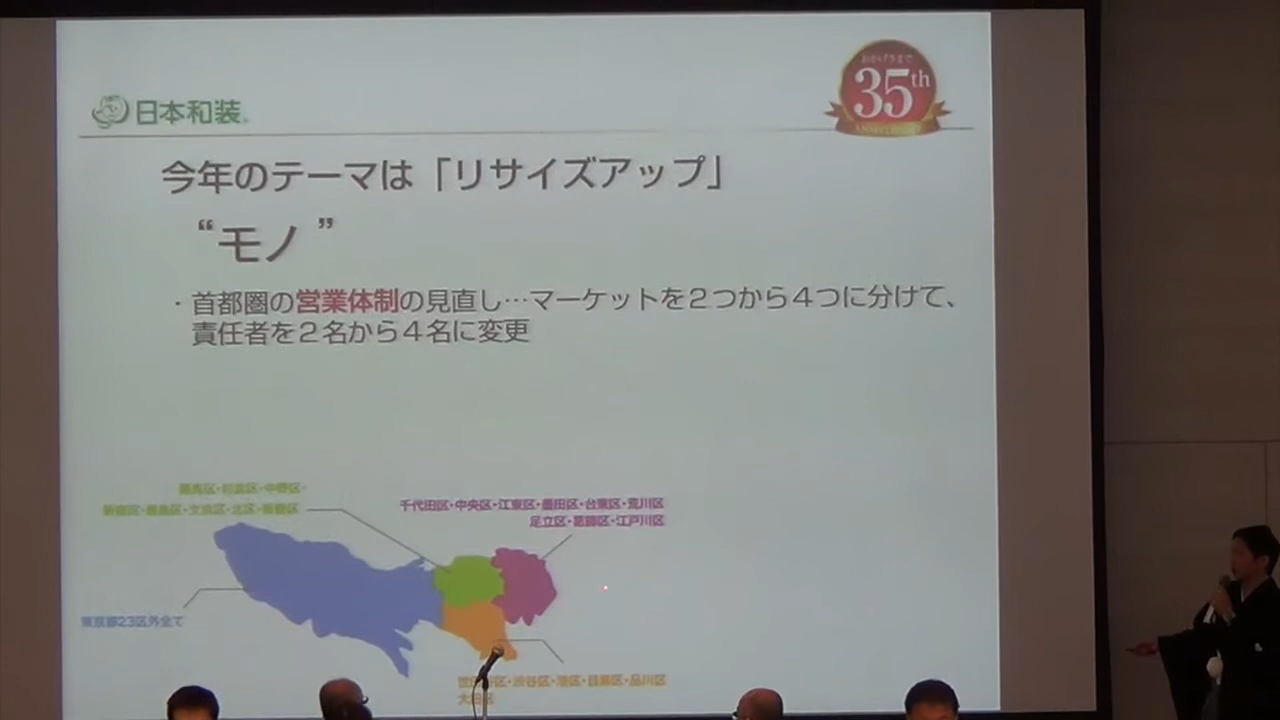 日本和装
おかげさまで
35th
ANNIVERSARY
今年のテーマは「リサイズアップ」
“モノ”
・首都圏の営業体制の見直し…マーケットを２つから４つに分けて、
責任者を２名から４名に変更
練馬区・杉並区・中野区・
新宿区・豊島区・文京区・北区・板橋区
千代田区・中央区・江東区・墨田区・台東区・荒川区
足立区・葛飾区・江戸川区
東京都23区外全て
世田谷区・渋谷区・港区・目黒区・品川区
大田区